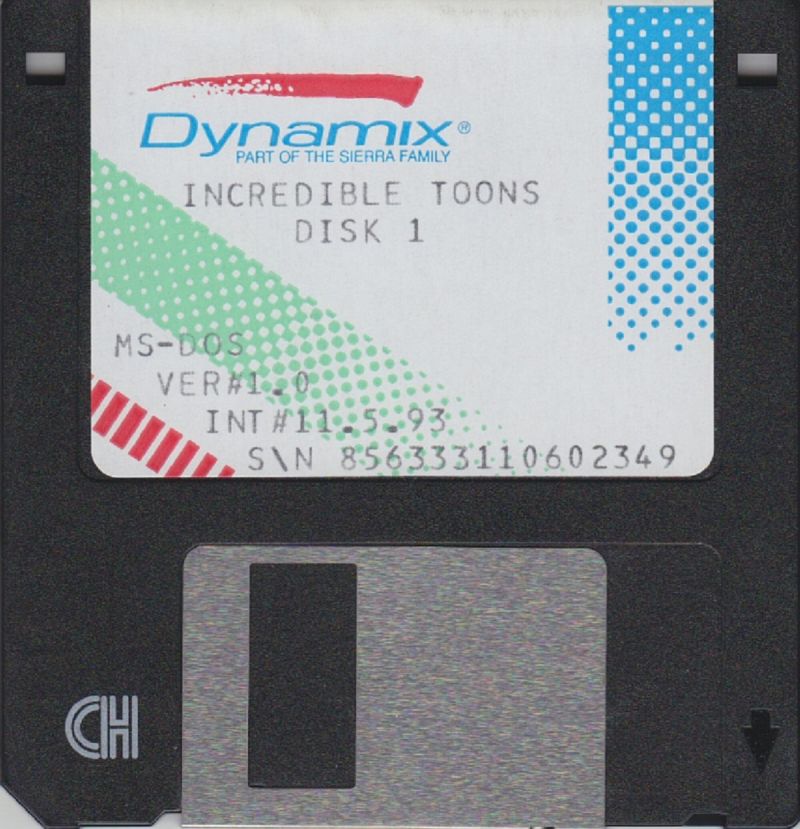 Dynamix®
PART OF THE SIERRA FAMILY
INCREDIBLE TOONS
DISK 1
MS-DOS
VER#1.0
INT#11.5.93
S\N 856333110602349
CH